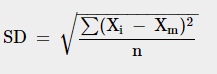 SD = √(∑(Xᵢ − Xₘ)² / n)